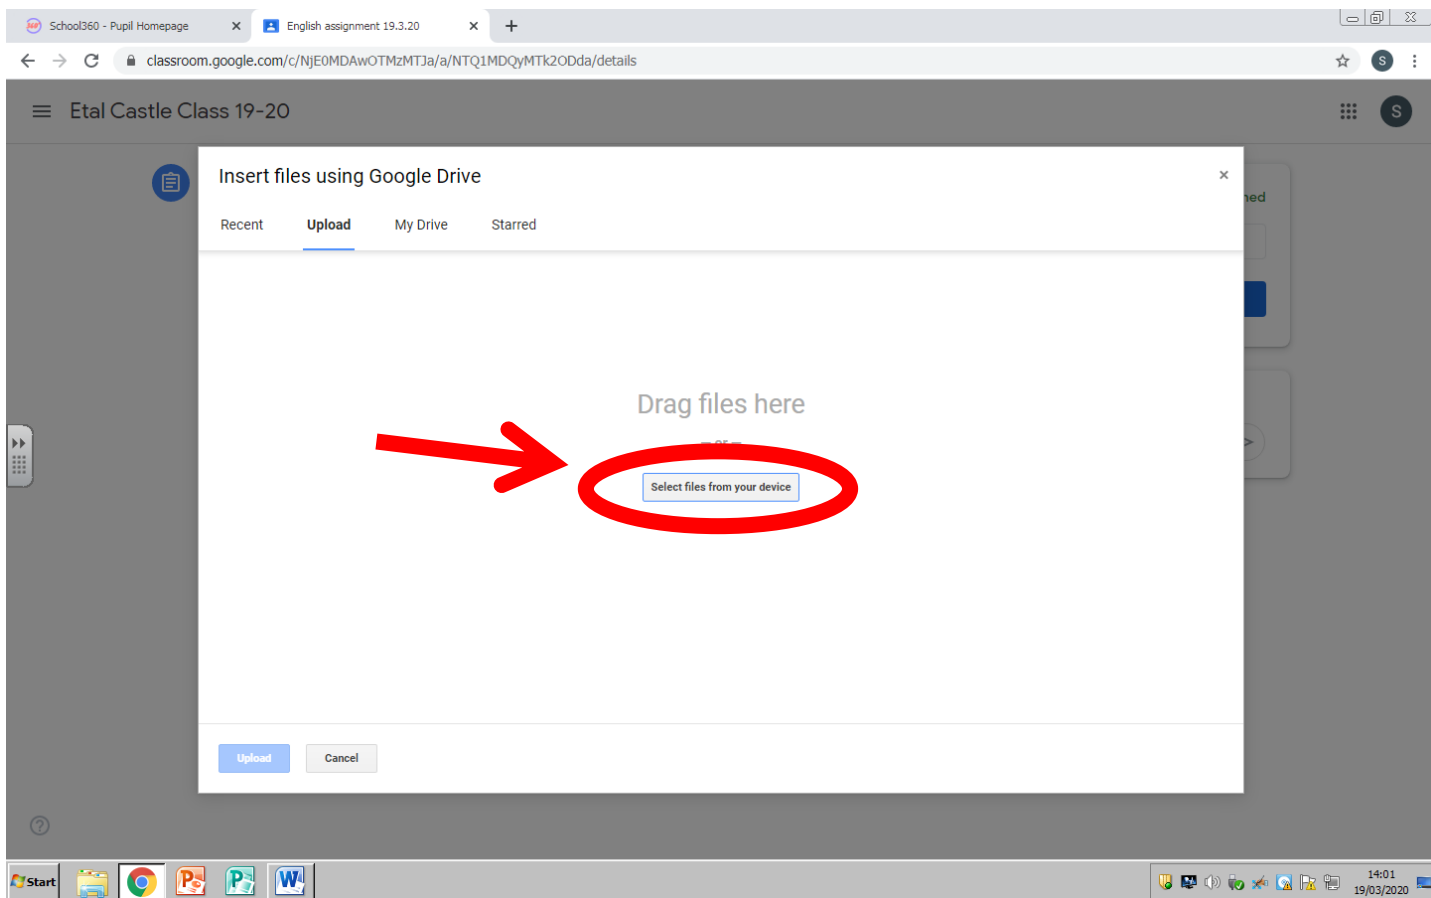 School360 - Pupil Homepage
English assignment 19.3.20
classroom.google.com/c/NjE0MDAwOTMzMTJa/a/NTQ1MDQyMTk2ODda/details
S
Etal Castle Class 19-20
S
Insert files using Google Drive
ned
Recent Upload My Drive Starred
Drag files here
– or –
Select files from your device
Upload Cancel
Start
14:01
19/03/2020